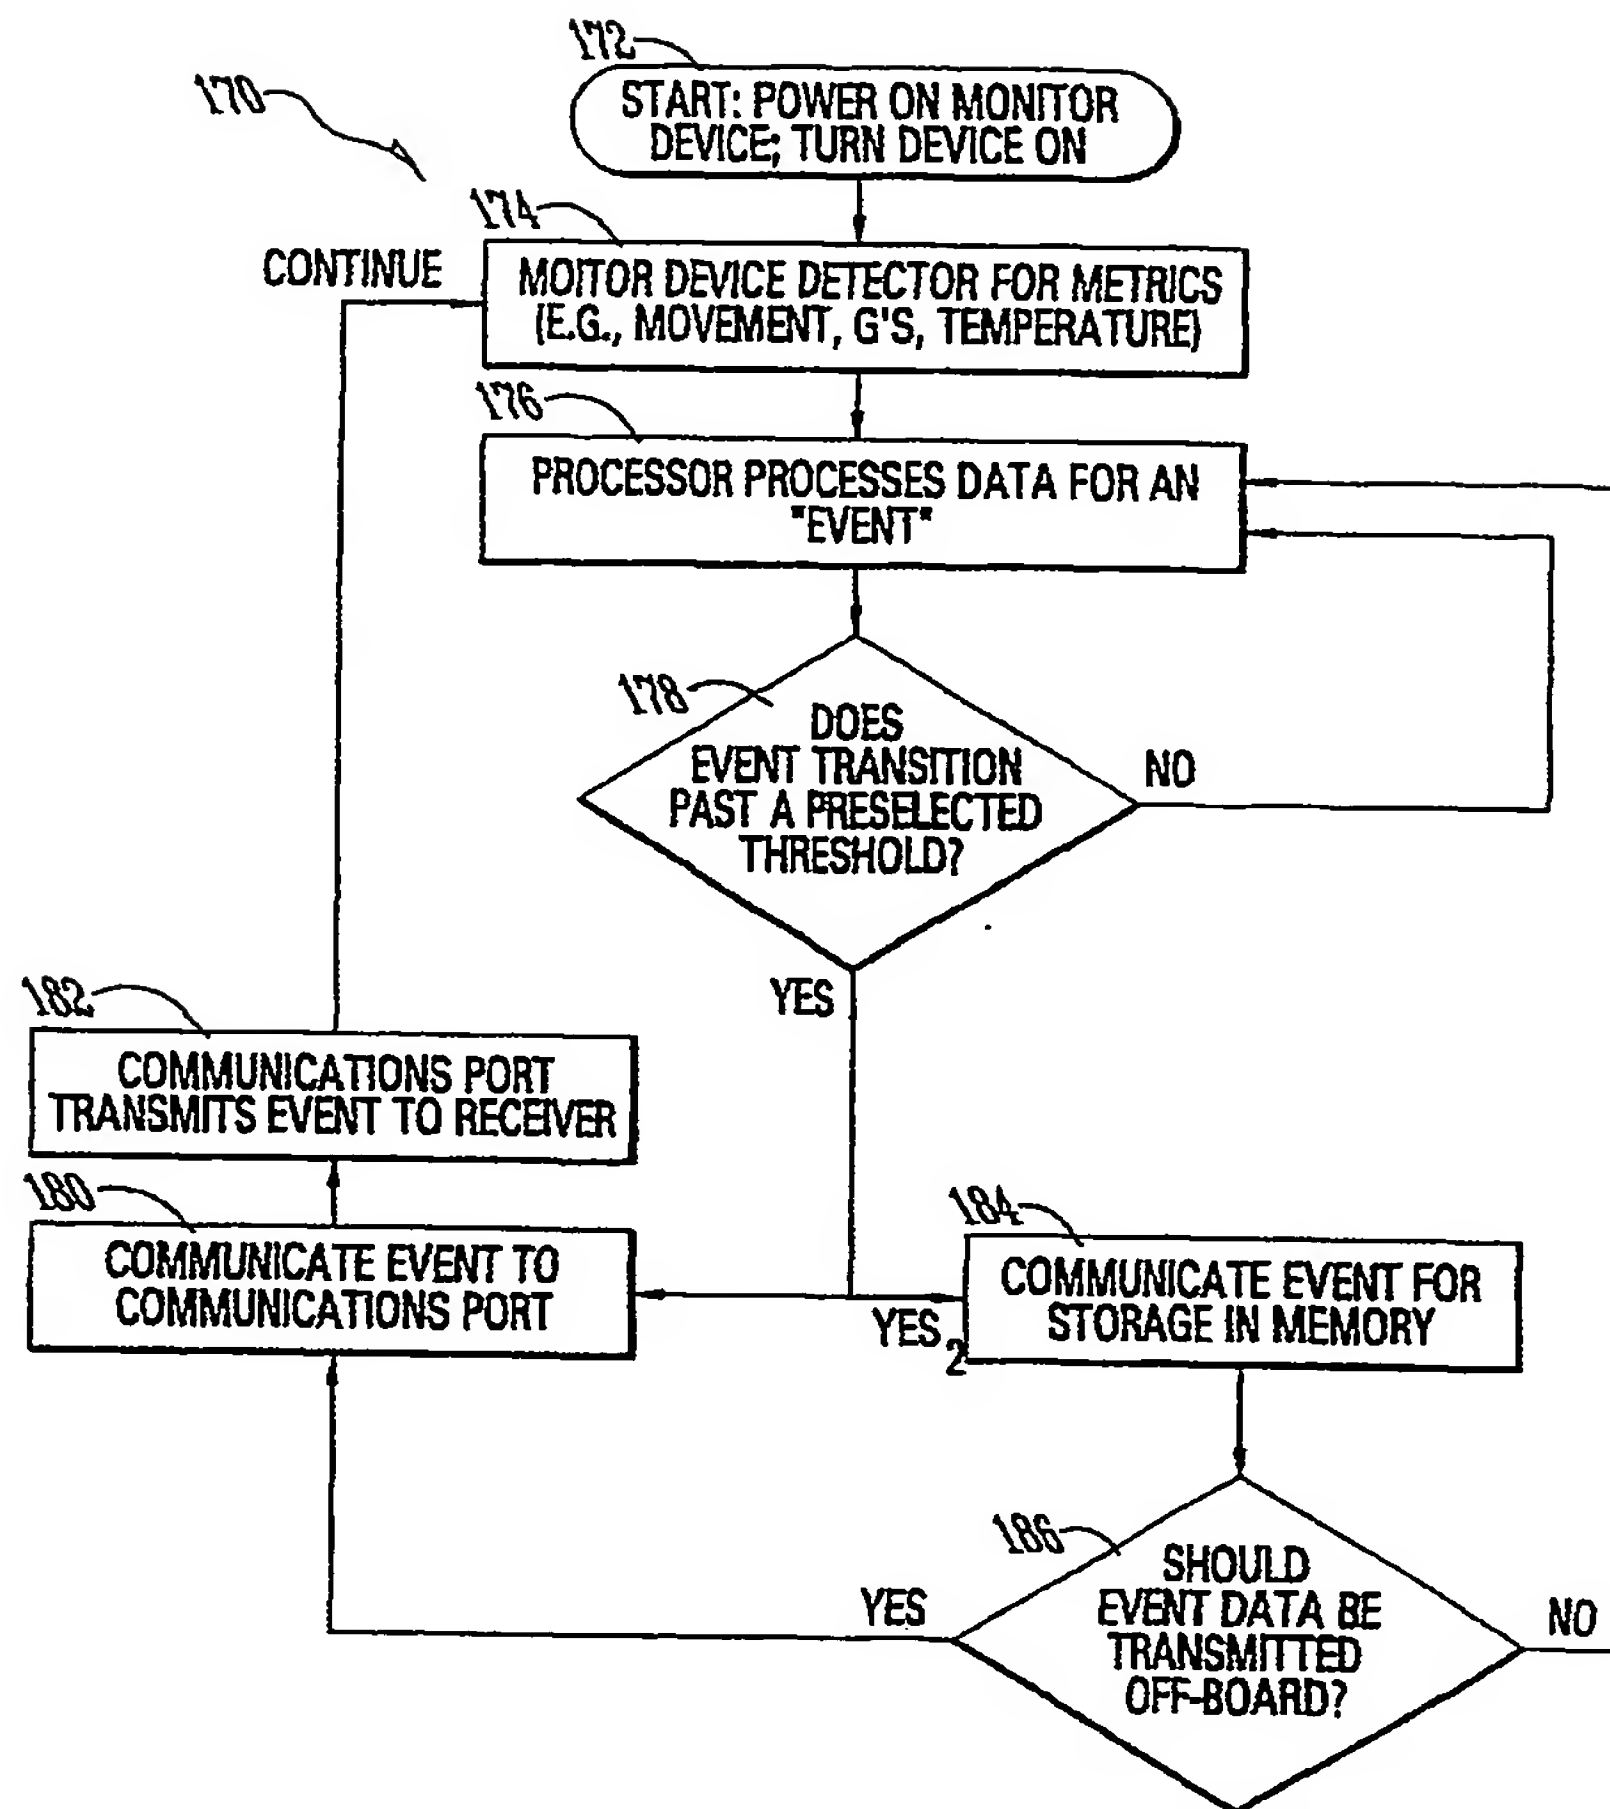 172
START: POWER ON MONITOR
DEVICE; TURN DEVICE ON
170
174
CONTINUE
MOITOR DEVICE DETECTOR FOR METRICS
(E.G., MOVEMENT, G'S, TEMPERATURE)
176
PROCESSOR PROCESSES DATA FOR AN
"EVENT"
178
DOES
EVENT TRANSITION
PAST A PRESELECTED
THRESHOLD?
NO
YES
182
COMMUNICATIONS PORT
TRANSMITS EVENT TO RECEIVER
180
COMMUNICATE EVENT TO
COMMUNICATIONS PORT
184
COMMUNICATE EVENT FOR
STORAGE IN MEMORY
YES 2
186
SHOULD
EVENT DATA BE
TRANSMITTED
OFF-BOARD?
YES
NO